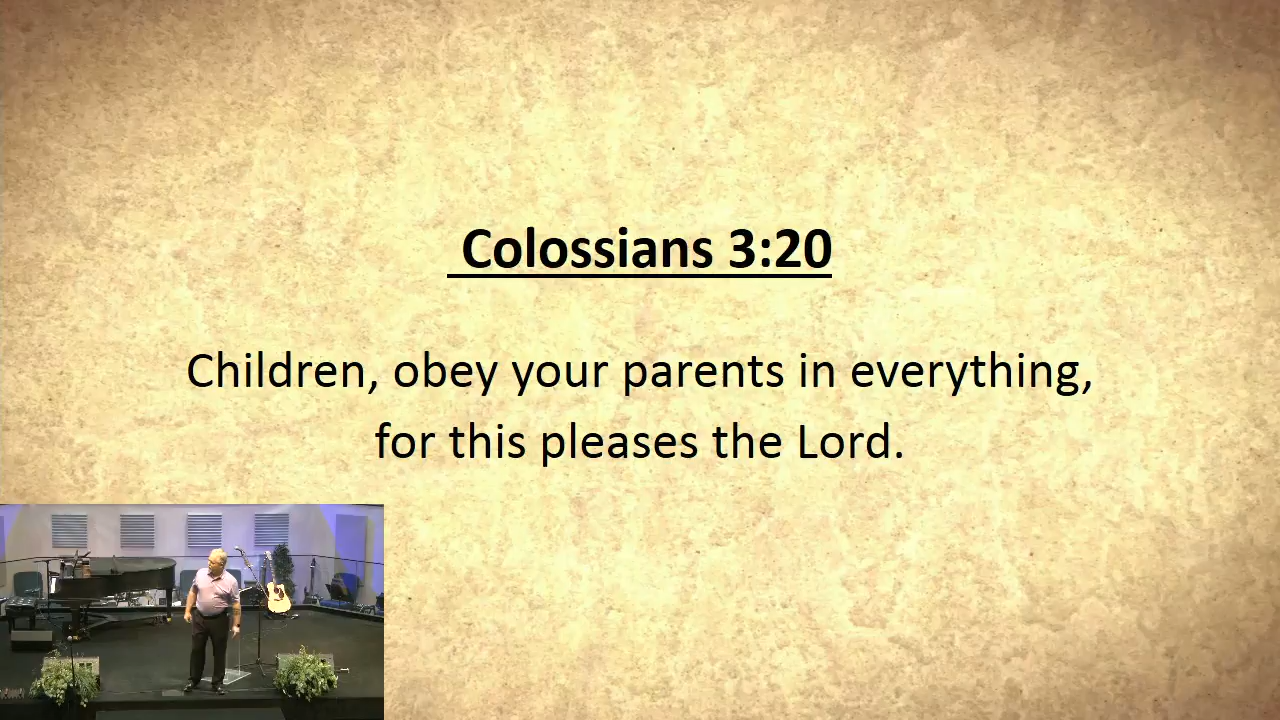 Colossians 3:20
Children, obey your parents in everything,
for this pleases the Lord.